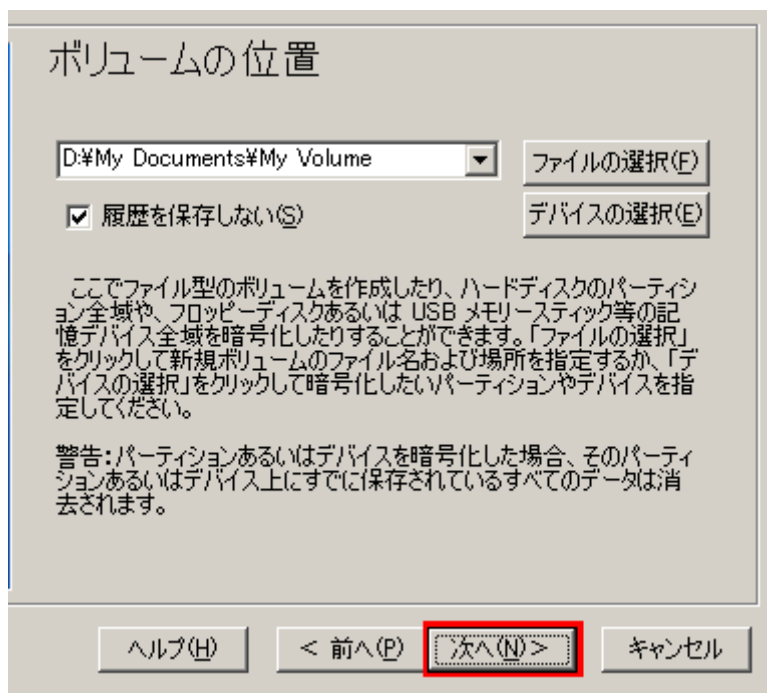 ボリュームの位置
D:¥My Documents¥My Volume
ファイルの選択(F)
履歴を保存しない(S)
デバイスの選択(E)
ここでファイル型のボリュームを作成したり、ハードディスクのパーティシ
ョン全域や、フロッピーディスクあるいは USB メモリースティック等の記
憶デバイス全域を暗号化したりすることができます。「ファイルの選択」
をクリックして新規ボリュームのファイル名および場所を指定するか、「デ
バイスの選択」をクリックして暗号化したいパーティションやデバイスを指
定してください。
警告:パーティションあるいはデバイスを暗号化した場合、そのパーティ
ションあるいはデバイス上にすでに保存されているすべてのデータは消
去されます。
ヘルプ(H)
< 前へ(P)
次へ(N) >
キャンセル